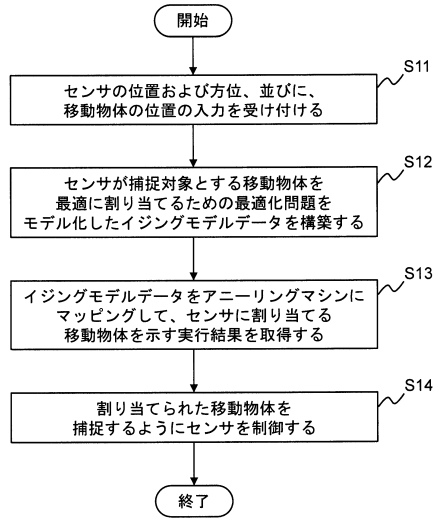 開始
S11
センサの位置および方位、並びに、
移動物体の位置の入力を受け付ける
S12
センサが捕捉対象とする移動物体を
最適に割り当てるための最適化問題を
モデル化したイジングモデルデータを構築する
S13
イジングモデルデータをアニーリングマシンに
マッピングして、センサに割り当てる
移動物体を示す実行結果を取得する
S14
割り当てられた移動物体を
捕捉するようにセンサを制御する
終了